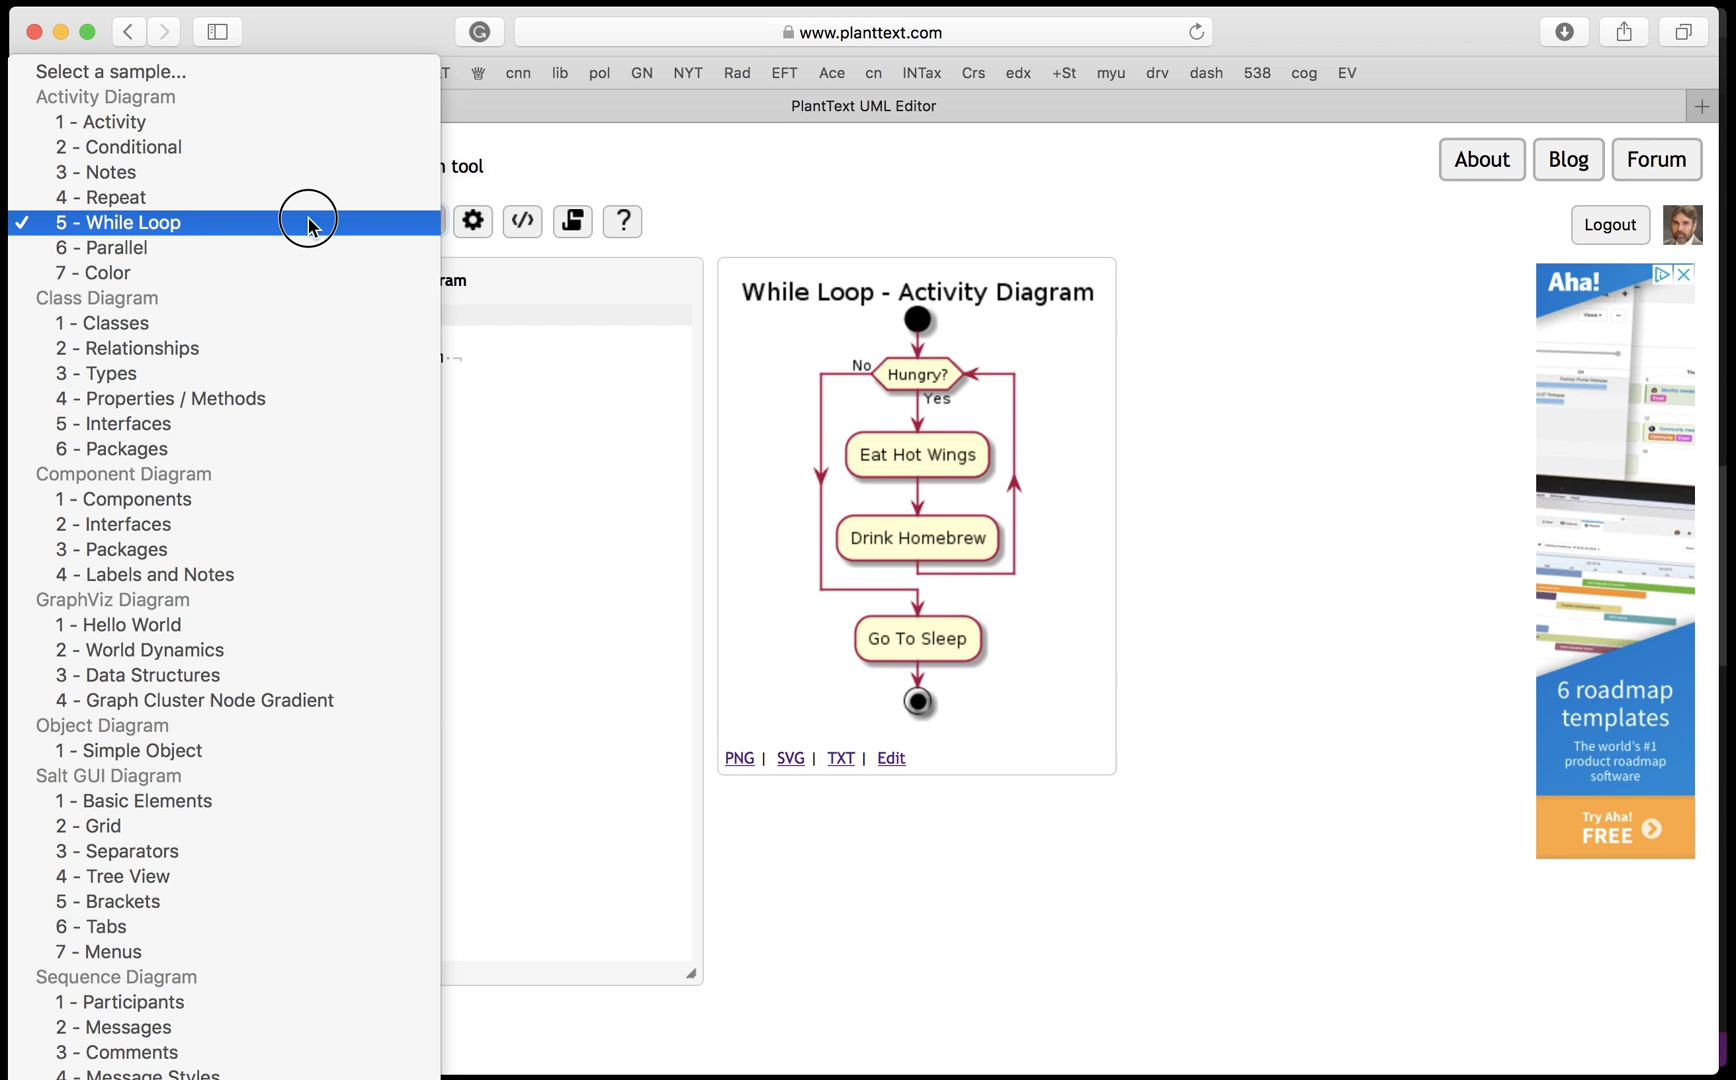 www.planttext.com
T cnn lib pol GN NYT Rad EFT Ace cn INTax Crs edx +St myu drv dash 538 cog EV
PlantText UML Editor
Select a sample...
Activity Diagram
1 - Activity
2 - Conditional
3 - Notes
4 - Repeat
✓ 5 - While Loop
6 - Parallel
7 - Color
Class Diagram
1 - Classes
2 - Relationships
3 - Types
4 - Properties / Methods
5 - Interfaces
6 - Packages
Component Diagram
1 - Components
2 - Interfaces
3 - Packages
4 - Labels and Notes
GraphViz Diagram
1 - Hello World
2 - World Dynamics
3 - Data Structures
4 - Graph Cluster Node Gradient
Object Diagram
1 - Simple Object
Salt GUI Diagram
1 - Basic Elements
2 - Grid
3 - Separators
4 - Tree View
5 - Brackets
6 - Tabs
7 - Menus
Sequence Diagram
1 - Participants
2 - Messages
3 - Comments
4 - Message Styles
tool
About Blog Forum
</> ?
Logout
ram
While Loop - Activity Diagram
No
Hungry?
Yes
Eat Hot Wings
Drink Homebrew
Go To Sleep
PNG | SVG | TXT | Edit
Aha!
6 roadmap
templates
The world's #1
product roadmap
software
Try Aha!
FREE